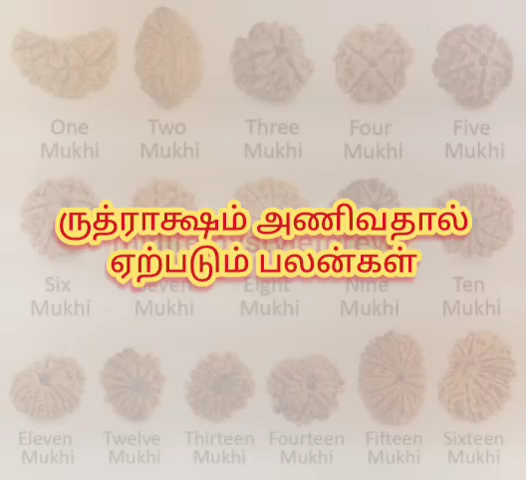 One Two Three Four Five
Mukhi Mukhi Mukhi Mukhi Mukhi
ருத்ராக்ஷம் அணிவதால்
ஏற்படும் பலன்கள்
Six Seven Eight Nine Ten
Mukhi Mukhi Mukhi Mukhi Mukhi
Eleven Twelve Thirteen Fourteen Fifteen Sixteen
Mukhi Mukhi Mukhi Mukhi Mukhi Mukhi